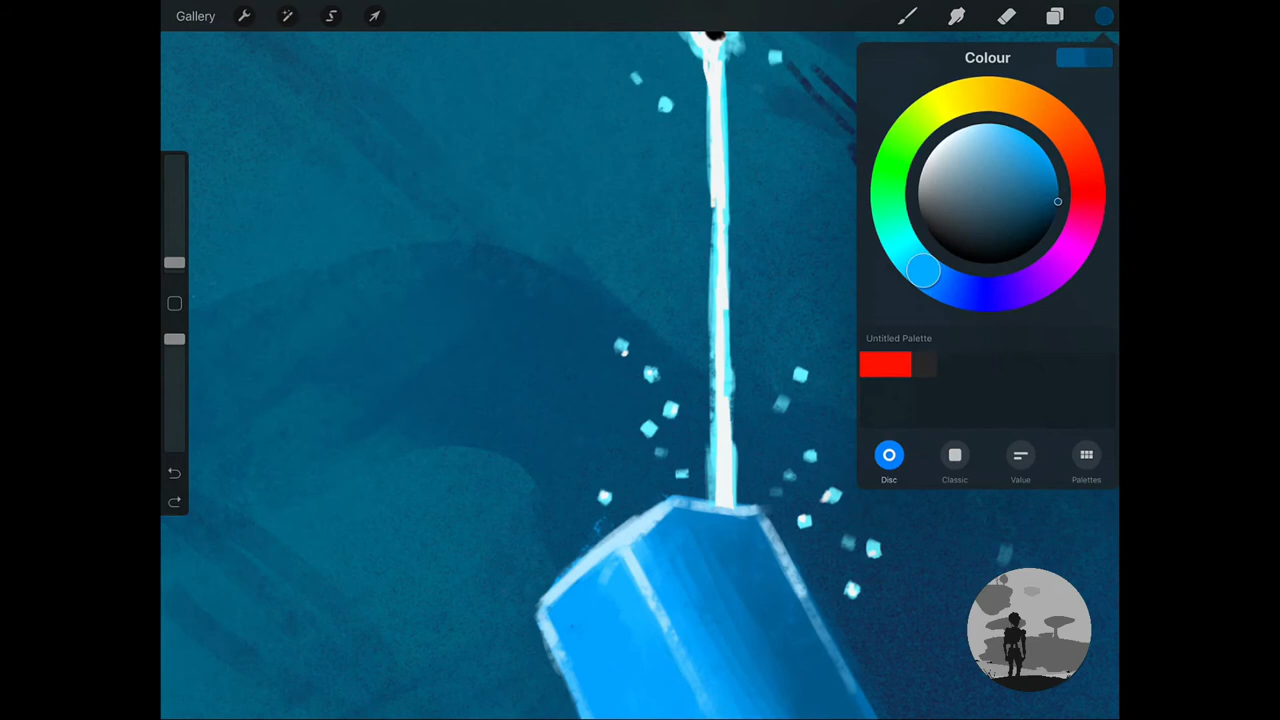 Gallery
Colour
Untitled Palette
Disc
Classic
Value
Palettes